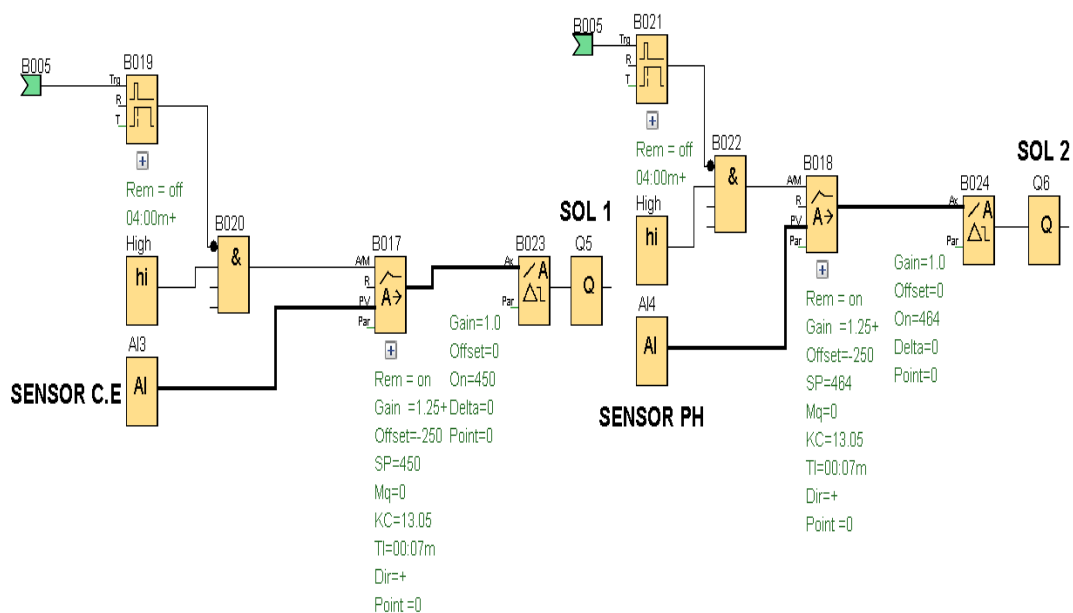 B005
B019
Trg
R
T
Rem = off
04:00m+
B020
&
High
hi
AI3
AI
SENSOR C.E
B017
A/M
R
PV
Par
A→
Rem = on
Gain =1.25+
Offset=-250
SP=450
Mq=0
KC=13.05
TI=00:07m
Dir=+
Point =0
SOL 1
B023
Ax
Par
A
Gain=1.0
Offset=0
On=450
Delta=0
Point=0
Q5
Q
B005
B021
Trg
R
T
Rem = off
04:00m+
B022
&
High
hi
AI4
AI
SENSOR PH
B018
A/M
R
PV
Par
A→
Rem = on
Gain =1.25+
Offset=-250
SP=464
Mq=0
KC=13.05
TI=00:07m
Dir=+
Point =0
SOL 2
B024
Ax
Par
A
Gain=1.0
Offset=0
On=464
Delta=0
Point=0
Q6
Q